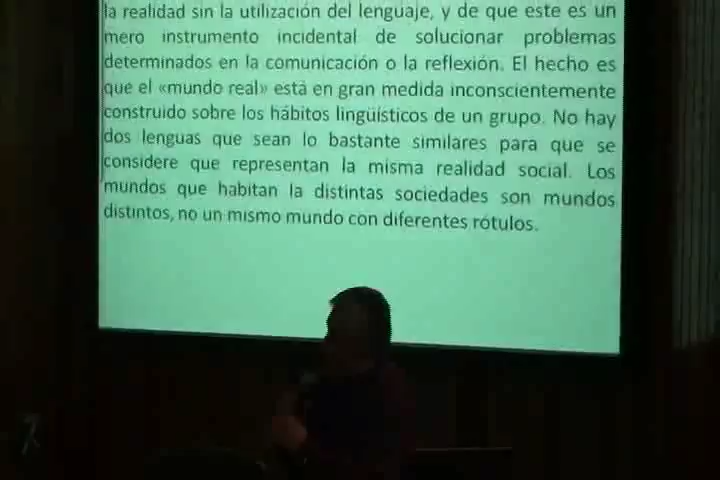 la realidad sin la utilización del lenguaje, y de que este es un
mero instrumento incidental de solucionar problemas
determinados en la comunicación o la reflexión. El hecho es
que el «mundo real» está en gran medida inconscientemente
construido sobre los hábitos lingüísticos de un grupo. No hay
dos lenguas que sean lo bastante similares para que se
considere que representan la misma realidad social. Los
mundos que habitan la distintas sociedades son mundos
distintos, no un mismo mundo con diferentes rótulos.